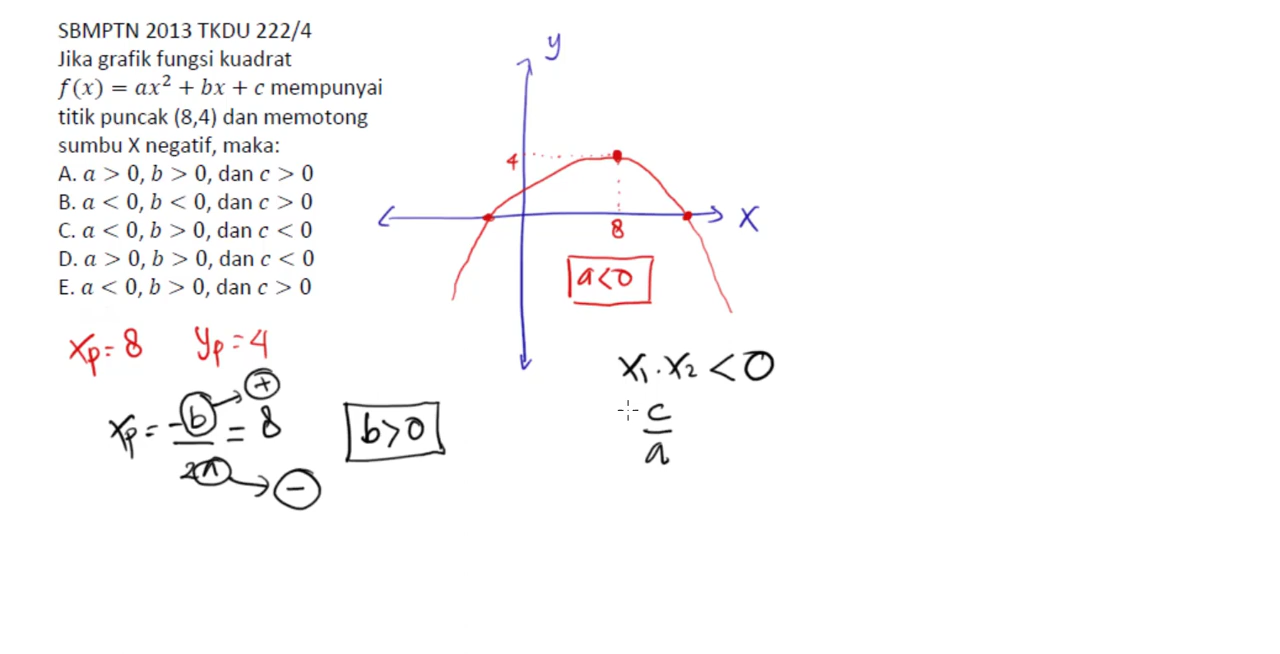 SBMPTN 2013 TKDU 222/4
Jika grafik fungsi kuadrat
f(x) = ax² + bx + c mempunyai
titik puncak (8,4) dan memotong
sumbu X negatif, maka:
A. a > 0, b > 0, dan c > 0
B. a < 0, b < 0, dan c > 0
C. a < 0, b > 0, dan c < 0
D. a > 0, b > 0, dan c < 0
E. a < 0, b > 0, dan c > 0
y
4
X
8
a<0
xp=8 yp=4
x₁.x₂<0
+
xp= -b/2a = 8
-
b>0
c/a